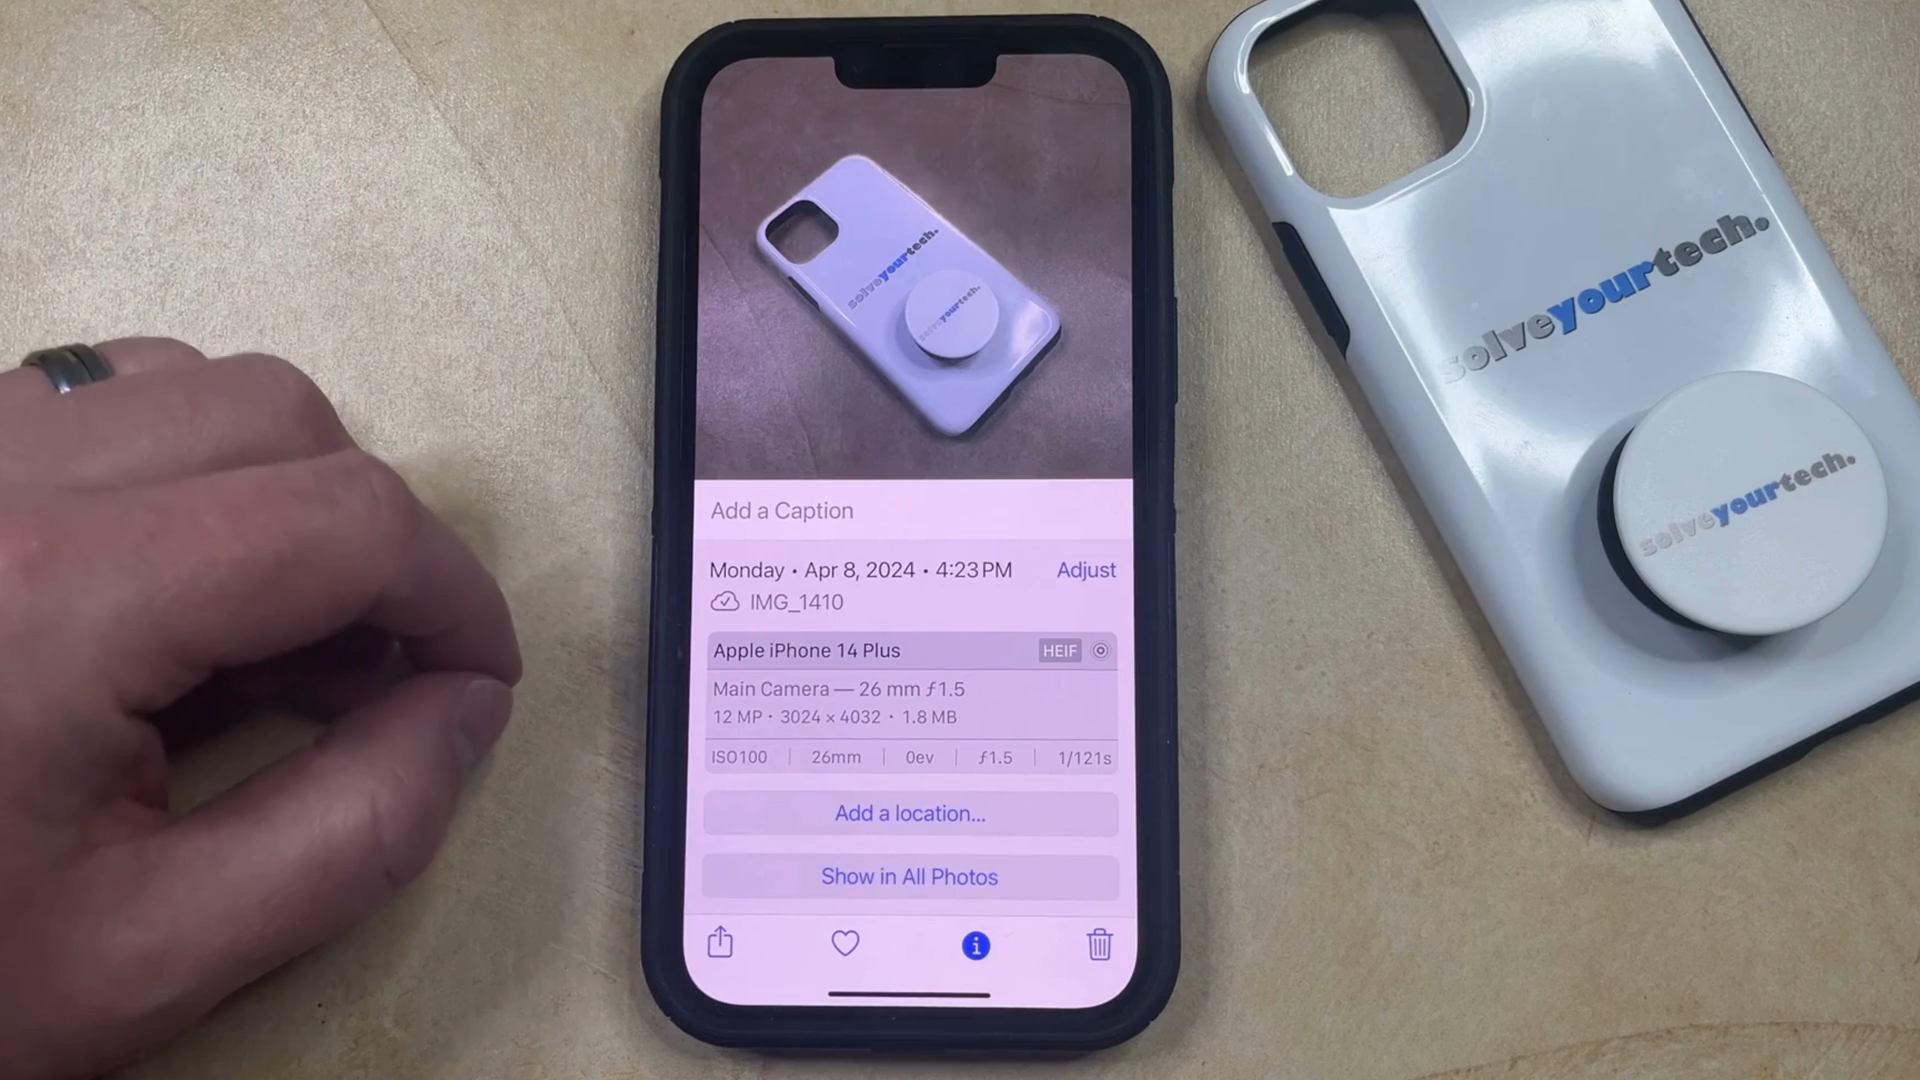 solveyourtech.
solveyourtech.
Add a Caption
Monday • Apr 8, 2024 • 4:23 PM Adjust
IMG_1410
Apple iPhone 14 Plus HEIF
Main Camera — 26 mm ƒ1.5
12 MP • 3024 × 4032 • 1.8 MB
ISO100 | 26mm | 0ev | ƒ1.5 | 1/121s
Add a location...
Show in All Photos
i
solveyourtech.
solveyourtech.